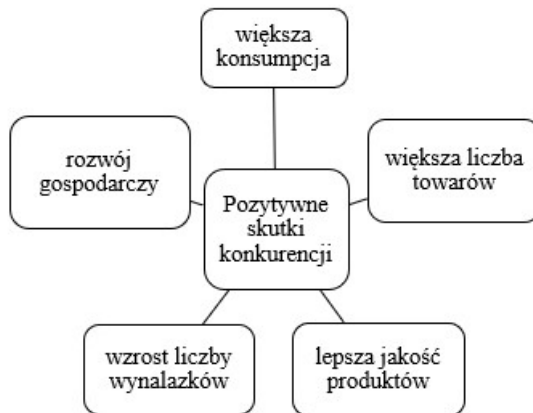 większa
konsumpcja
rozwój
gospodarczy
większa liczba
towarów
Pozytywne
skutki
konkurencji
wzrost liczby
wynalazków
lepsza jakość
produktów